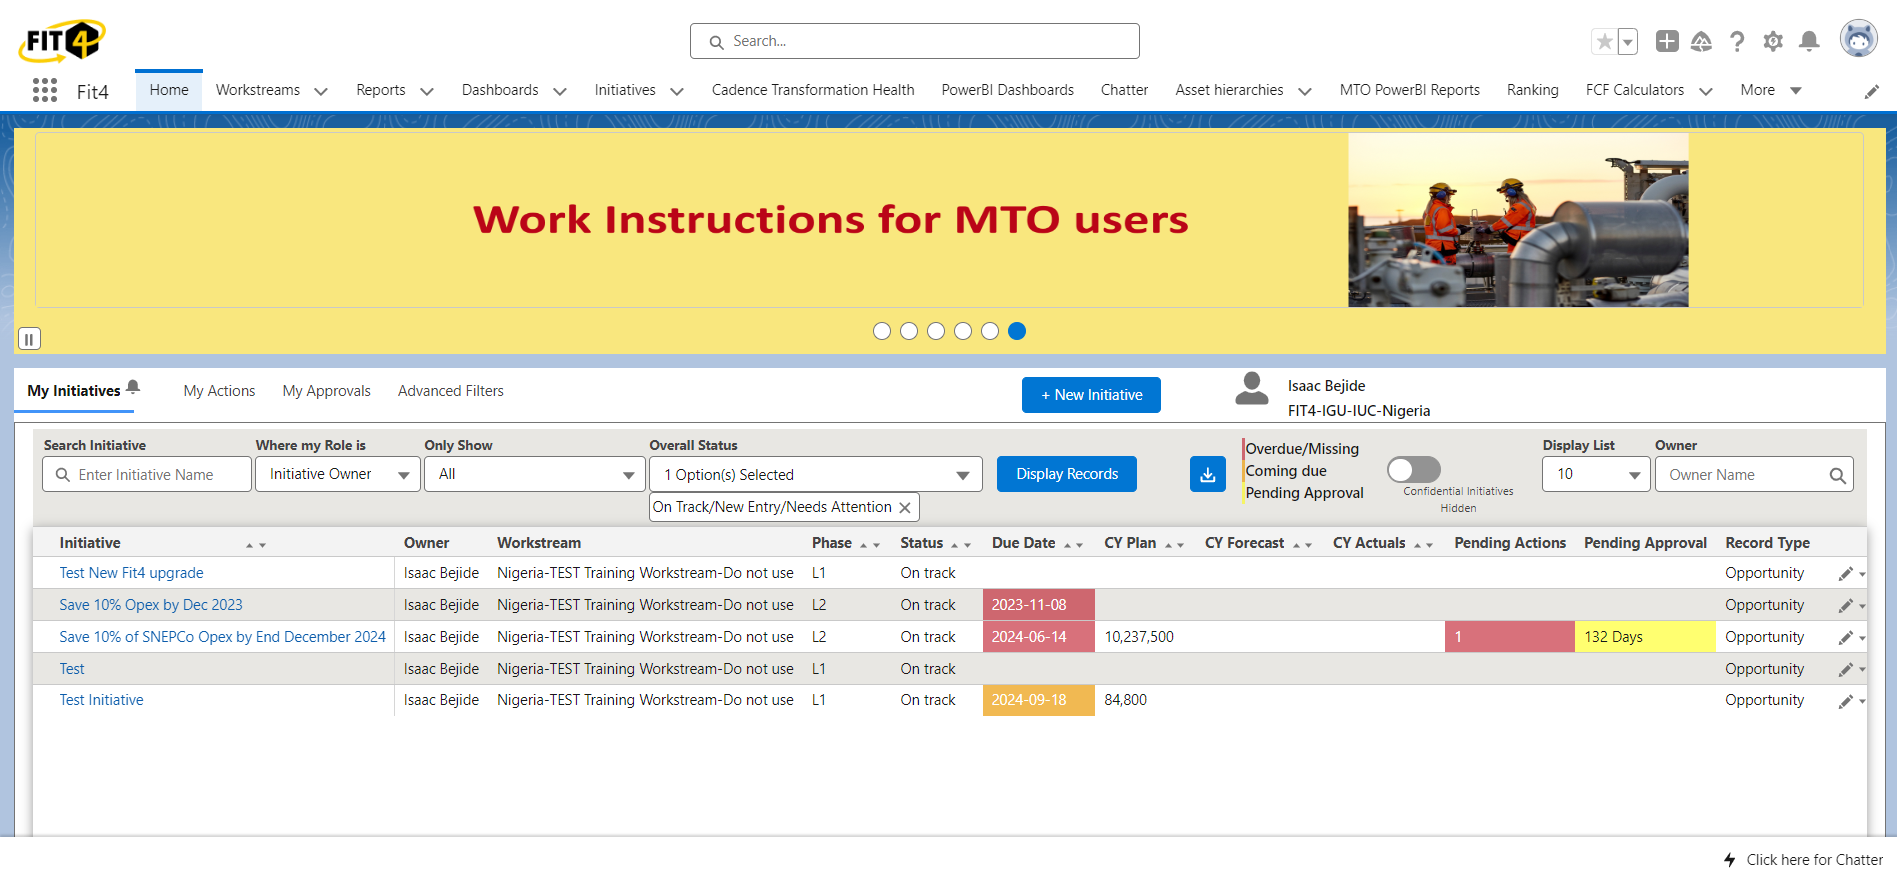 FIT4
Search...
Fit4
Home
Workstreams
Reports
Dashboards
Initiatives
Cadence Transformation Health
PowerBI Dashboards
Chatter
Asset hierarchies
MTO PowerBI Reports
Ranking
FCF Calculators
More
Work Instructions for MTO users
My Initiatives
My Actions
My Approvals
Advanced Filters
+ New Initiative
Isaac Bejide
FIT4-IGU-IUC-Nigeria
Search Initiative
Where my Role is
Only Show
Overall Status
Enter Initiative Name
Initiative Owner
All
1 Option(s) Selected
On Track/New Entry/Needs Attention
Display Records
Overdue/Missing
Coming due
Pending Approval
Confidential Initiatives
Hidden
Display List
Owner
10
Owner Name
Initiative Owner Workstream Phase Status Due Date CY Plan CY Forecast CY Actuals Pending Actions Pending Approval Record Type
Test New Fit4 upgrade Isaac Bejide Nigeria-TEST Training Workstream-Do not use L1 On track Opportunity
Save 10% Opex by Dec 2023 Isaac Bejide Nigeria-TEST Training Workstream-Do not use L2 On track 2023-11-08 Opportunity
Save 10% of SNEPCo Opex by End December 2024 Isaac Bejide Nigeria-TEST Training Workstream-Do not use L2 On track 2024-06-14 10,237,500 1 132 Days Opportunity
Test Isaac Bejide Nigeria-TEST Training Workstream-Do not use L1 On track Opportunity
Test Initiative Isaac Bejide Nigeria-TEST Training Workstream-Do not use L1 On track 2024-09-18 84,800 Opportunity
Click here for Chatter